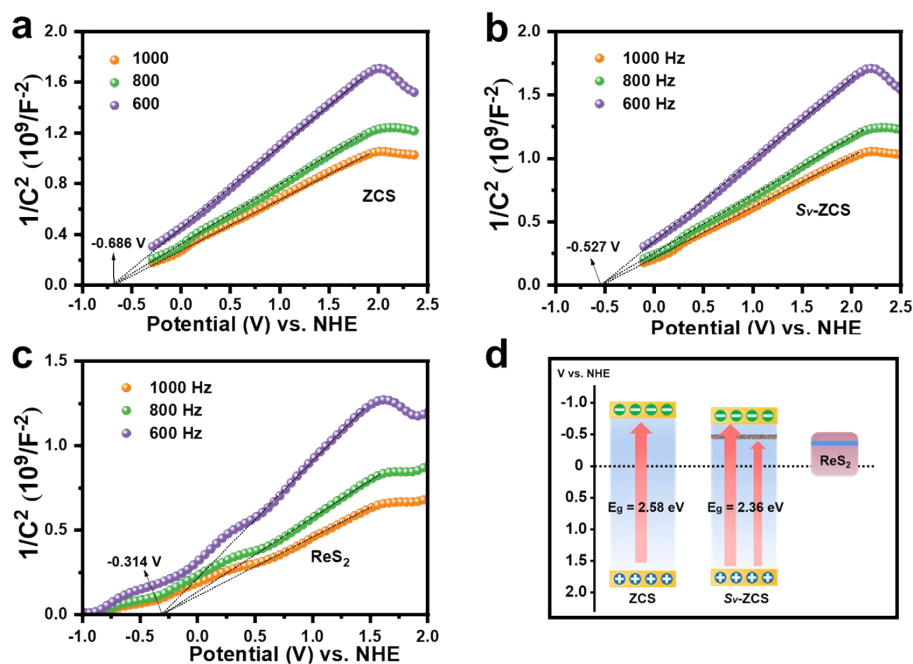 a
2.0
1.6
1.2
0.8
0.4
0.0
1/C² (10⁹/F⁻²)
1000
800
600
ZCS
-0.686 V
-1.0 -0.5 0.0 0.5 1.0 1.5 2.0 2.5
Potential (V) vs. NHE
b
2.0
1.5
1.0
0.5
0.0
1/C² (10⁹/F⁻²)
1000 Hz
800 Hz
600 Hz
Sv-ZCS
-0.527 V
-1.0 -0.5 0.0 0.5 1.0 1.5 2.0 2.5
Potential (V) vs. NHE
c
1.5
1.0
0.5
0.0
1/C² (10⁹/F⁻²)
1000 Hz
800 Hz
600 Hz
-0.314 V
ReS₂
-1.0 -0.5 0.0 0.5 1.0 1.5 2.0
Potential (V) vs. NHE
d
V vs. NHE
-1.0
-0.5
0
0.5
1.0
1.5
2.0
Eg = 2.58 eV
Eg = 2.36 eV
ReS₂
ZCS
Sv-ZCS